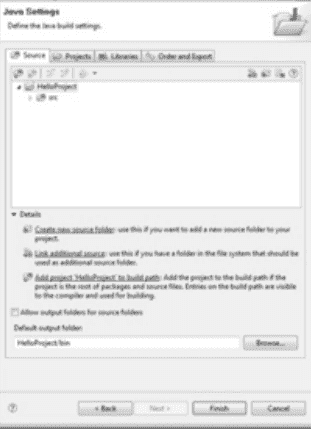 Java Settings
Define the Java build settings.
Source Projects Libraries Order and Export
HelloProject
src
Details
Create new source folder: use this if you want to add a new source folder to your
project.
Link additional source: use this if you have a folder in the file system that should be
used as additional source folder.
Add project 'HelloProject' to build path: Add the project to the build path if the
project is the root of packages and source files. Entries on the build path are visible
to the compiler and used for building.
Allow output folders for source folders
Default output folder:
HelloProject/bin
Browse...
? < Back Next > Finish Cancel